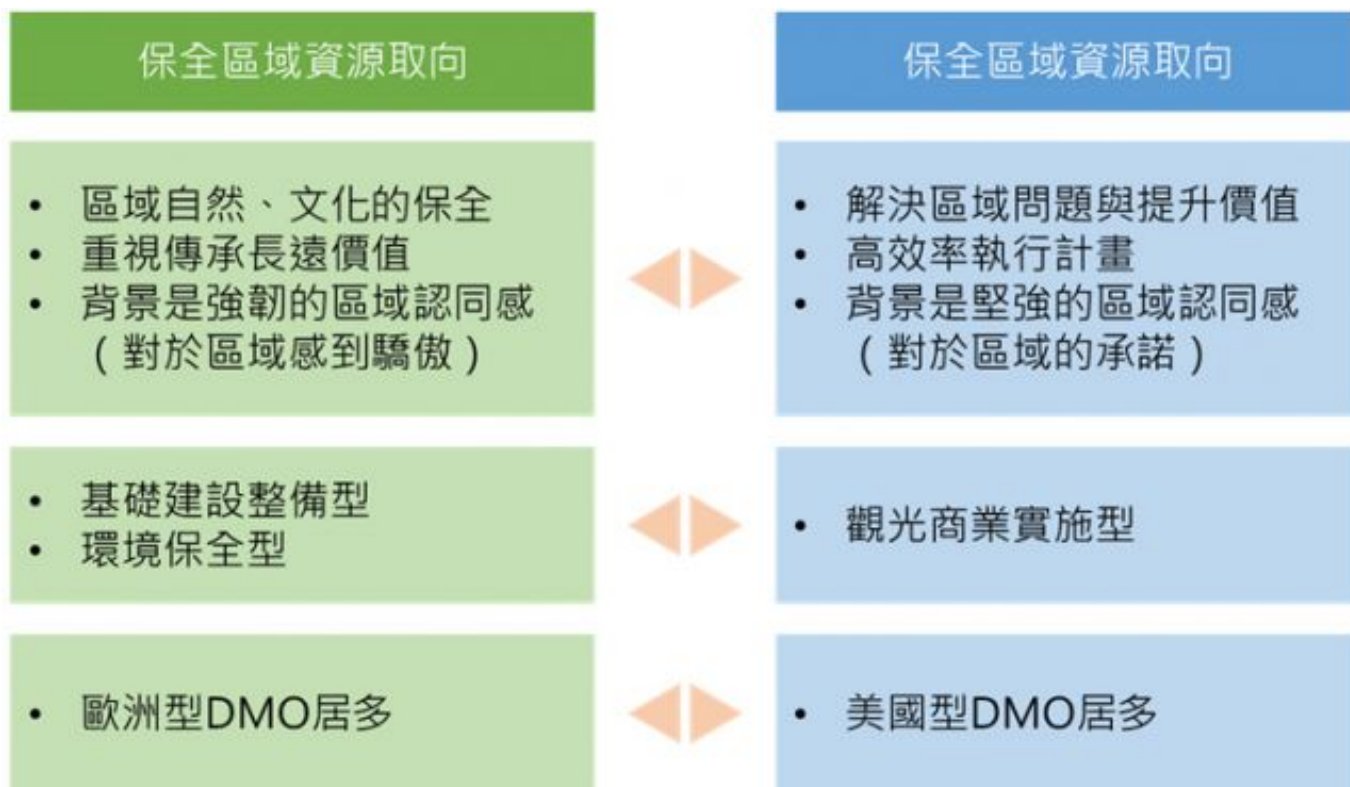 保全區域資源取向
• 區域自然、文化的保全
• 重視傳承長遠價值
• 背景是強韌的區域認同感
（對於區域感到驕傲）
• 基礎建設整備型
• 環境保全型
• 歐洲型DMO居多
保全區域資源取向
• 解決區域問題與提升價值
• 高效率執行計畫
• 背景是堅強的區域認同感
（對於區域的承諾）
• 觀光商業實施型
• 美國型DMO居多